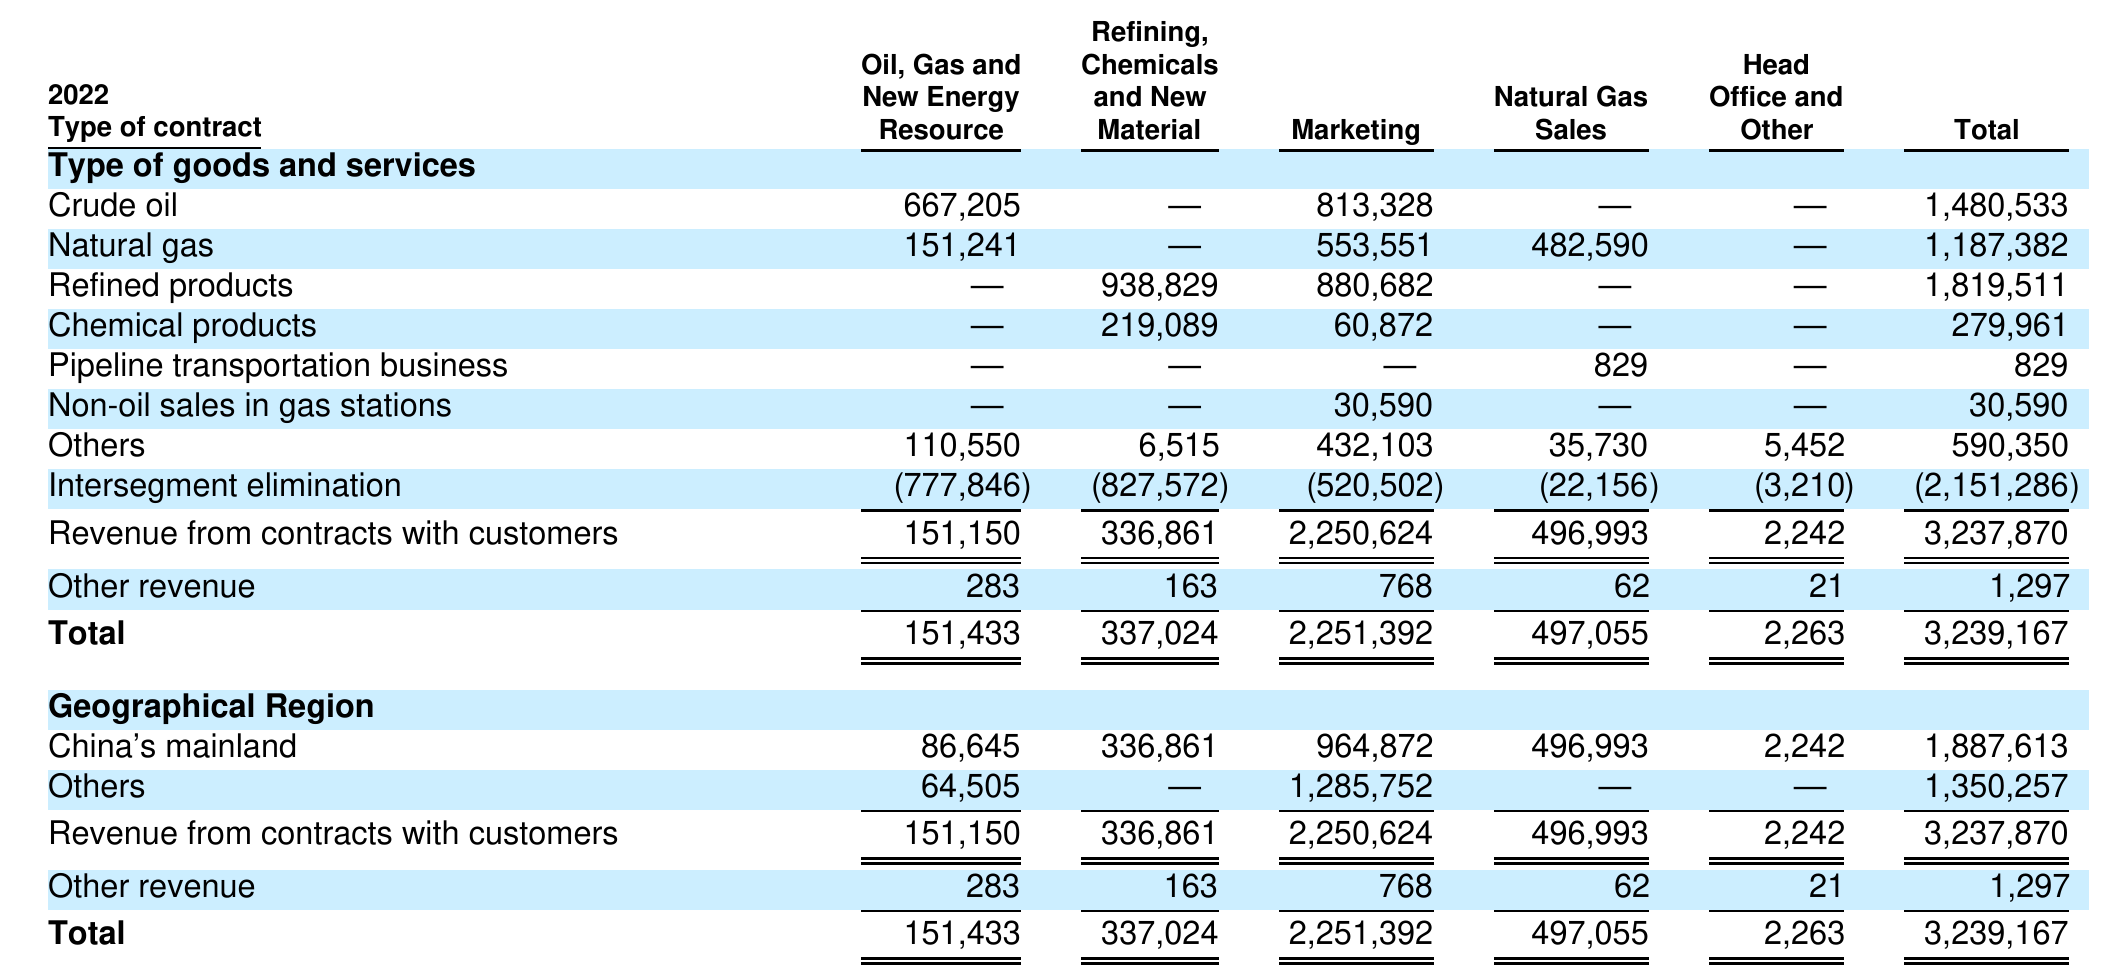 2022
Type of contract
Oil, Gas and
New Energy
Resource
Refining,
Chemicals
and New
Material
Marketing
Natural Gas
Sales
Head
Office and
Other
Total
Type of goods and services
Crude oil 667,205 — 813,328 — — 1,480,533
Natural gas 151,241 — 553,551 482,590 — 1,187,382
Refined products — 938,829 880,682 — — 1,819,511
Chemical products — 219,089 60,872 — — 279,961
Pipeline transportation business — — — 829 — 829
Non-oil sales in gas stations — — 30,590 — — 30,590
Others 110,550 6,515 432,103 35,730 5,452 590,350
Intersegment elimination (777,846) (827,572) (520,502) (22,156) (3,210) (2,151,286)
Revenue from contracts with customers 151,150 336,861 2,250,624 496,993 2,242 3,237,870
Other revenue 283 163 768 62 21 1,297
Total 151,433 337,024 2,251,392 497,055 2,263 3,239,167
Geographical Region
China’s mainland 86,645 336,861 964,872 496,993 2,242 1,887,613
Others 64,505 — 1,285,752 — — 1,350,257
Revenue from contracts with customers 151,150 336,861 2,250,624 496,993 2,242 3,237,870
Other revenue 283 163 768 62 21 1,297
Total 151,433 337,024 2,251,392 497,055 2,263 3,239,167